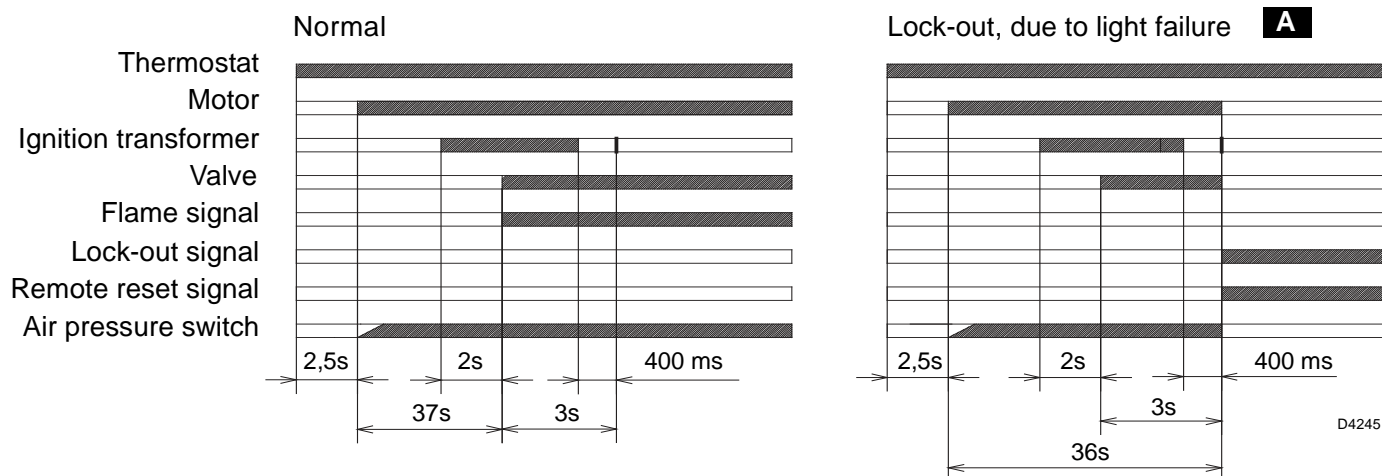 Normal
Lock-out, due to light failure A
Thermostat
Motor
Ignition transformer
Valve
Flame signal
Lock-out signal
Remote reset signal
Air pressure switch
2,5s 2s 400 ms 2,5s 2s 400 ms
37s 3s 3s
D4245
36s